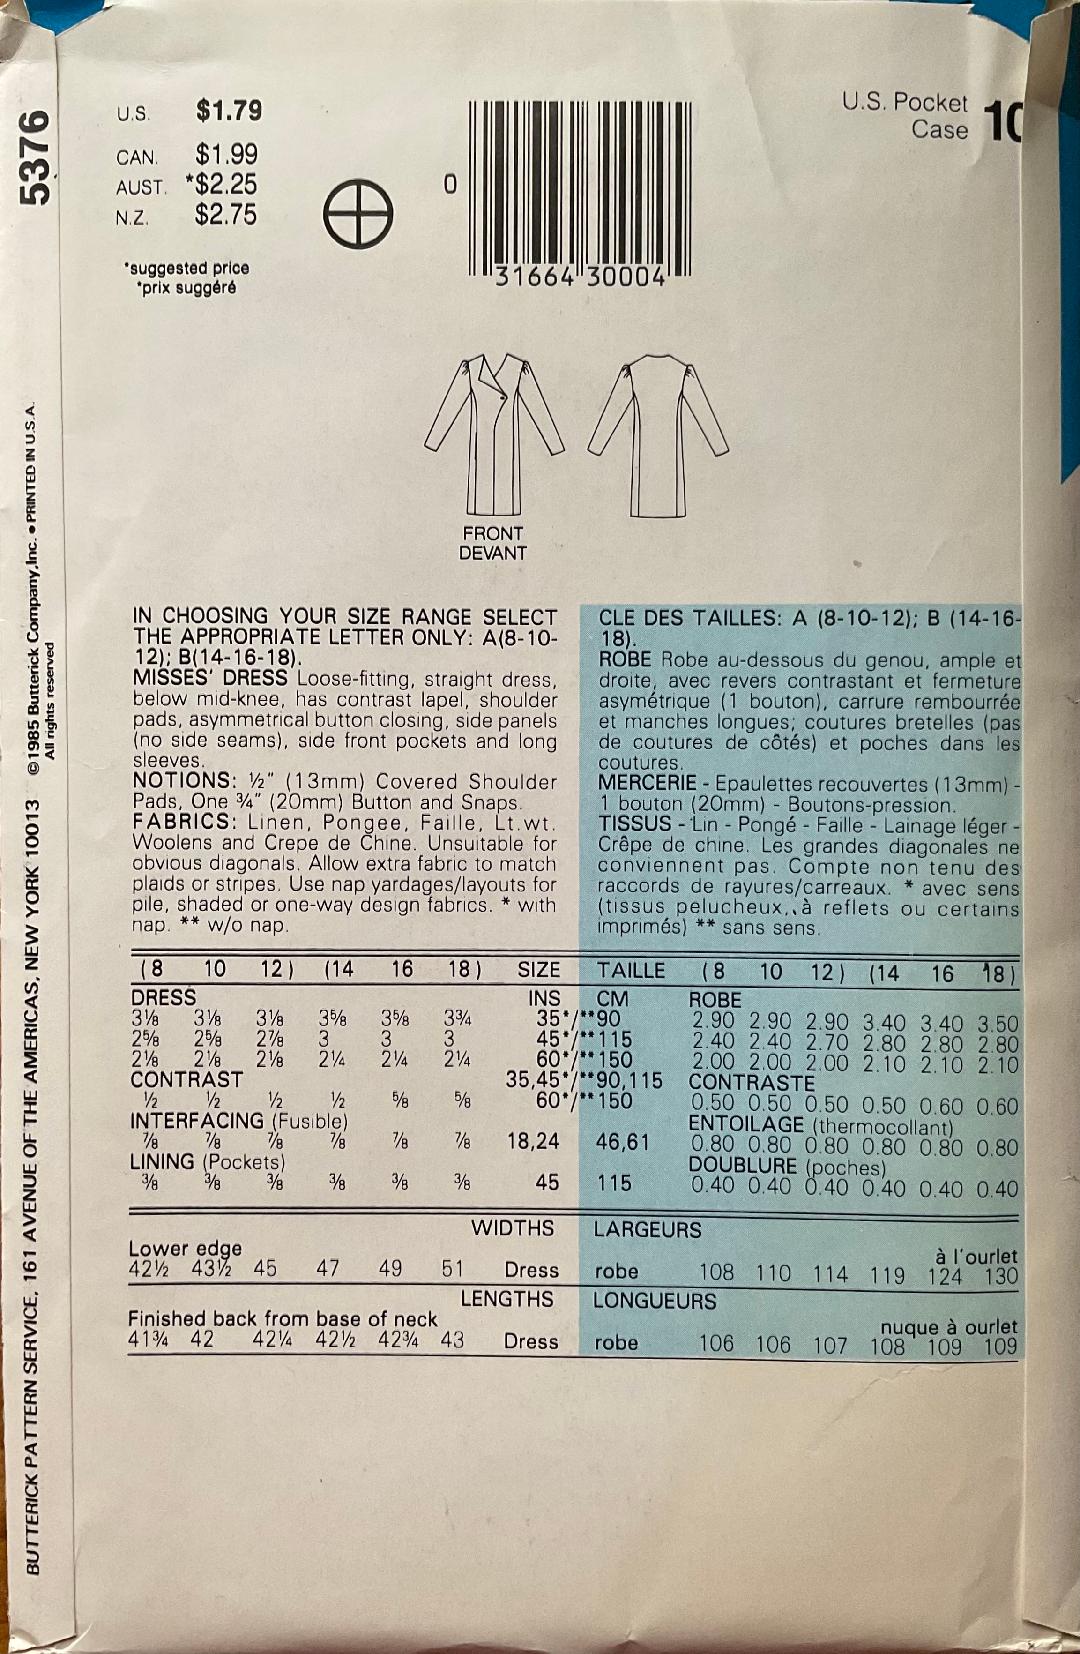 5376
BUTTERICK PATTERN SERVICE, 161 AVENUE OF THE AMERICAS, NEW YORK 10013 ©1985 Butterick Company,Inc. • PRINTED IN U.S.A.
All rights reserved
U.S. $1.79
CAN. $1.99
AUST. *$2.25
N.Z. $2.75
*suggested price
*prix suggéré
0
31664 30004
U.S. Pocket
Case 10
FRONT
DEVANT
IN CHOOSING YOUR SIZE RANGE SELECT
THE APPROPRIATE LETTER ONLY: A(8-10-
12); B(14-16-18).
MISSES' DRESS Loose-fitting, straight dress,
below mid-knee, has contrast lapel, shoulder
pads, asymmetrical button closing, side panels
(no side seams), side front pockets and long
sleeves.
NOTIONS: ½" (13mm) Covered Shoulder
Pads, One ¾" (20mm) Button and Snaps.
FABRICS: Linen, Pongee, Faille, Lt.wt.
Woolens and Crepe de Chine. Unsuitable for
obvious diagonals. Allow extra fabric to match
plaids or stripes. Use nap yardages/layouts for
pile, shaded or one-way design fabrics. * with
nap. ** w/o nap.
CLE DES TAILLES: A (8-10-12); B (14-16-
18).
ROBE Robe au-dessous du genou, ample et
droite, avec revers contrastant et fermeture
asymétrique (1 bouton), carrure rembourrée
et manches longues; coutures bretelles (pas
de coutures de côtés) et poches dans les
coutures.
MERCERIE - Epaulettes recouvertes (13mm) -
1 bouton (20mm) - Boutons-pression.
TISSUS - Lin - Pongé - Faille - Lainage léger -
Crêpe de chine. Les grandes diagonales ne
conviennent pas. Compte non tenu des
raccords de rayures/carreaux. * avec sens
(tissus pelucheux, à reflets ou certains
imprimés) ** sans sens.
(8 10 12) (14 16 18) SIZE TAILLE (8 10 12) (14 16 18)
DRESS INS CM ROBE
3⅛ 3⅛ 3⅛ 3⅝ 3⅝ 3¾ 35*/**90 2.90 2.90 2.90 3.40 3.40 3.50
2⅝ 2⅝ 2⅞ 3 3 3 45*/**115 2.40 2.40 2.70 2.80 2.80 2.80
2⅛ 2⅛ 2⅛ 2¼ 2¼ 2¼ 60*/**150 2.00 2.00 2.00 2.10 2.10 2.10
CONTRAST 35,45*/**90,115 CONTRASTE
½ ½ ½ ½ ⅝ ⅝ 60*/**150 0.50 0.50 0.50 0.50 0.60 0.60
INTERFACING (Fusible) ENTOILAGE (thermocollant)
⅞ ⅞ ⅞ ⅞ ⅞ ⅞ 18,24 46,61 0.80 0.80 0.80 0.80 0.80 0.80
LINING (Pockets) DOUBLURE (poches)
⅜ ⅜ ⅜ ⅜ ⅜ ⅜ 45 115 0.40 0.40 0.40 0.40 0.40 0.40
WIDTHS LARGEURS
Lower edge à l'ourlet
42½ 43½ 45 47 49 51 Dress robe 108 110 114 119 124 130
LENGTHS LONGUEURS
Finished back from base of neck nuque à ourlet
41¾ 42 42¼ 42½ 42¾ 43 Dress robe 106 106 107 108 109 109